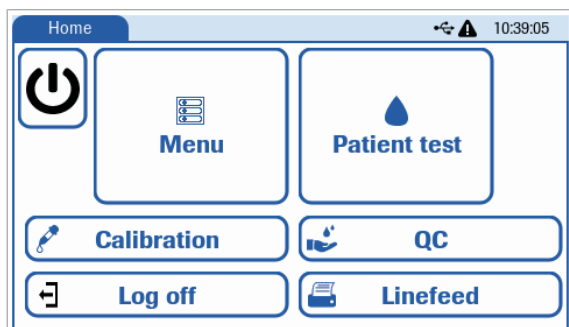 Home 10:39:05
Menu Patient test
Calibration QC
Log off Linefeed